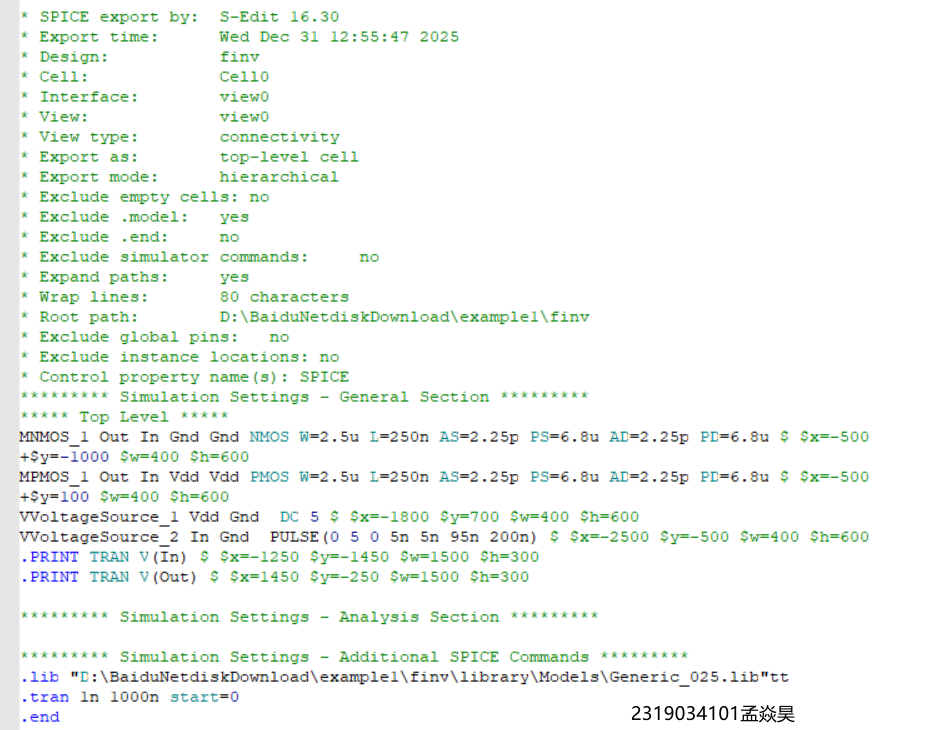 * SPICE export by:  S-Edit 16.30
* Export time:      Wed Dec 31 12:55:47 2025
* Design:           finv
* Cell:             Cell0
* Interface:        view0
* View:             view0
* View type:        connectivity
* Export as:        top-level cell
* Export mode:      hierarchical
* Exclude empty cells: no
* Exclude .model:   yes
* Exclude .end:     no
* Exclude simulator commands:     no
* Expand paths:     yes
* Wrap lines:       80 characters
* Root path:        D:\BaiduNetdiskDownload\example1\finv
* Exclude global pins:   no
* Exclude instance locations: no
* Control property name(s): SPICE
********* Simulation Settings - General Section *********
***** Top Level *****
MNMOS_1 Out In Gnd Gnd NMOS W=2.5u L=250n AS=2.25p PS=6.8u AD=2.25p PD=6.8u $ $x=-500
+$y=-1000 $w=400 $h=600
MPMOS_1 Out In Vdd Vdd PMOS W=2.5u L=250n AS=2.25p PS=6.8u AD=2.25p PD=6.8u $ $x=-500
+$y=100 $w=400 $h=600
VVoltageSource_1 Vdd Gnd  DC 5 $ $x=-1800 $y=700 $w=400 $h=600
VVoltageSource_2 In Gnd  PULSE(0 5 0 5n 5n 95n 200n) $ $x=-2500 $y=-500 $w=400 $h=600
.PRINT TRAN V(In) $ $x=-1250 $y=-1450 $w=1500 $h=300
.PRINT TRAN V(Out) $ $x=1450 $y=-250 $w=1500 $h=300
********* Simulation Settings - Analysis Section *********
********* Simulation Settings - Additional SPICE Commands *********
.lib "D:\BaiduNetdiskDownload\example1\finv\library\Models\Generic_025.lib"tt
.tran 1n 1000n start=0
.end
2319034101孟焱昊